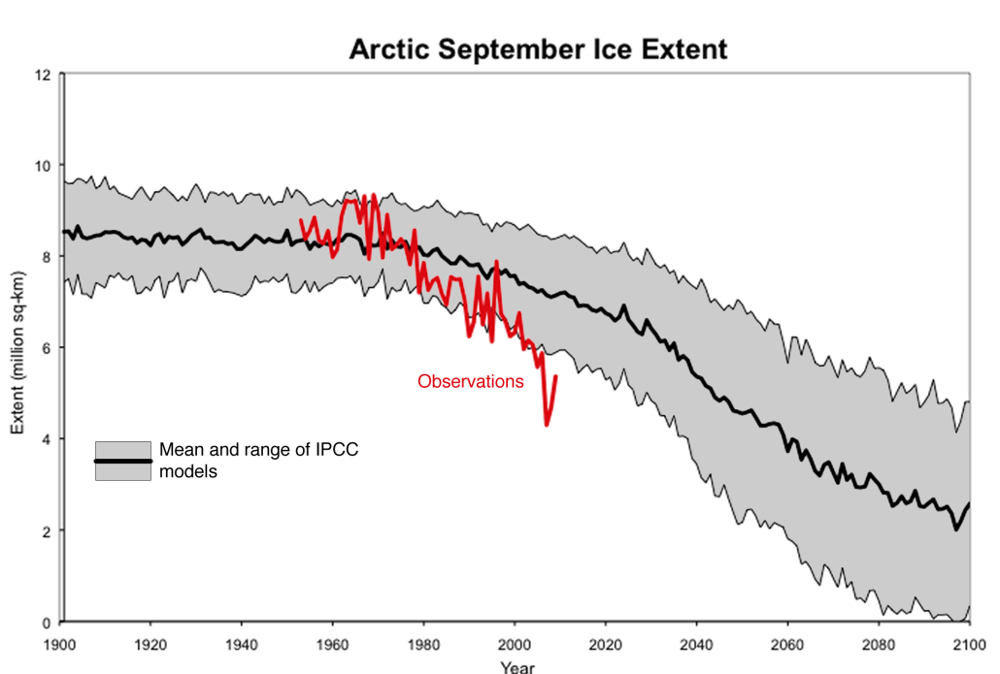 Arctic September Ice Extent
12
10
8
6
4
2
0
Extent (million sq-km)
Observations
Mean and range of IPCC
models
1900 1920 1940 1960 1980 2000 2020 2040 2060 2080 2100
Year